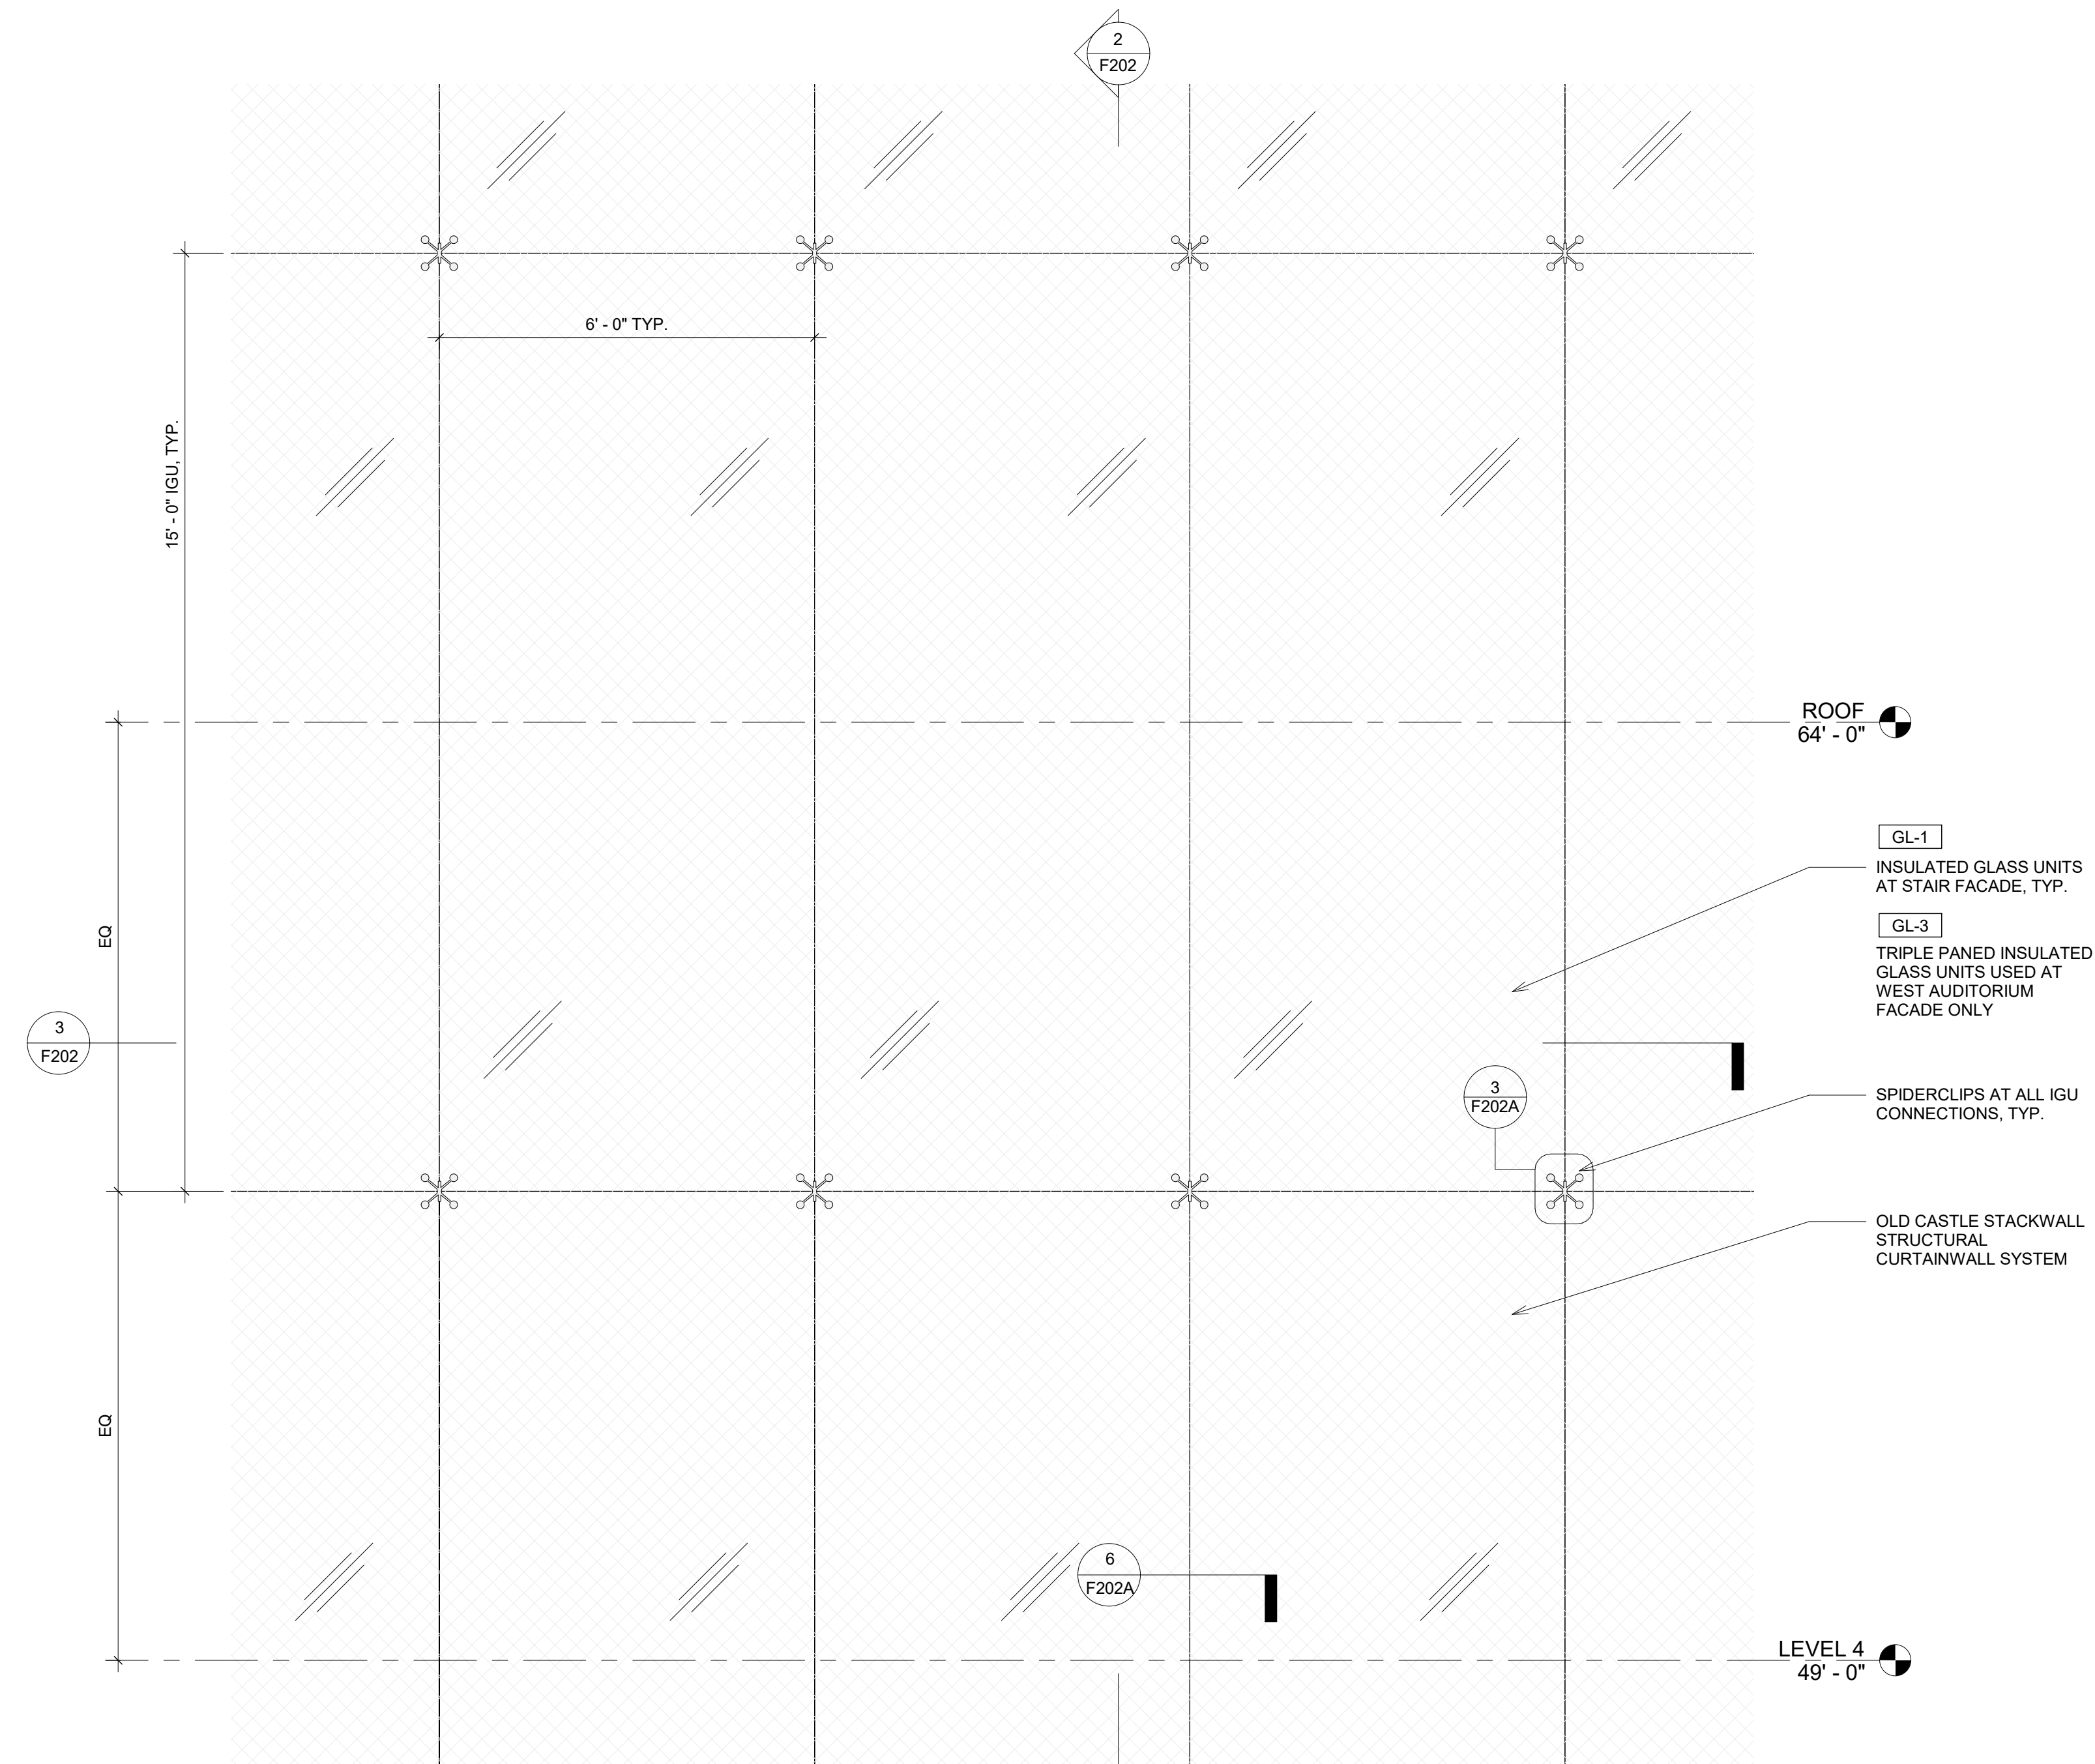 2
F202
6' - 0" TYP.
15' - 0" IGU, TYP.
ROOF
64' - 0"
GL-1
INSULATED GLASS UNITS
AT STAIR FACADE, TYP.
EQ
GL-3
TRIPLE PANED INSULATED
GLASS UNITS USED AT
WEST AUDITORIUM
FACADE ONLY
3
F202
3
F202A
SPIDERCLIPS AT ALL IGU
CONNECTIONS, TYP.
OLD CASTLE STACKWALL
STRUCTURAL
CURTAINWALL SYSTEM
EQ
6
F202A
LEVEL 4
49' - 0"